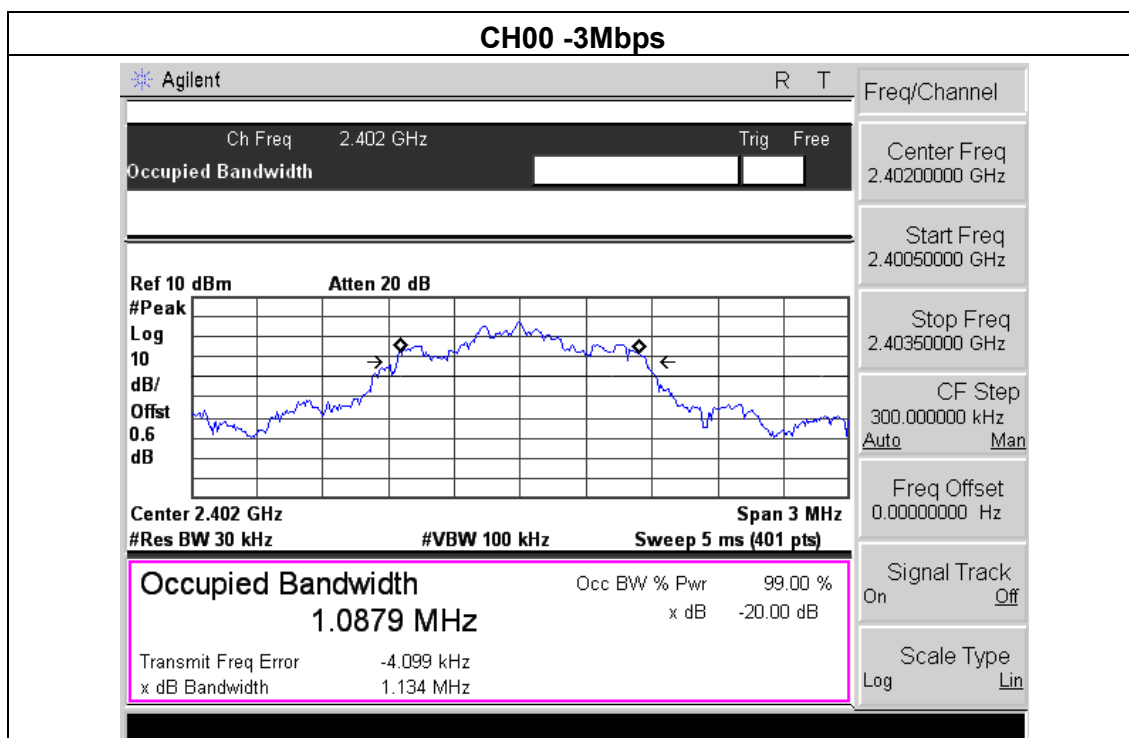 CH00 -3Mbps
Agilent R T
Ch Freq 2.402 GHz Trig Free
Occupied Bandwidth
Ref 10 dBm Atten 20 dB
#Peak
Log
10
dB/
Offst
0.6
dB
Center 2.402 GHz Span 3 MHz
#Res BW 30 kHz #VBW 100 kHz Sweep 5 ms (401 pts)
Occupied Bandwidth Occ BW % Pwr 99.00 %
1.0879 MHz x dB -20.00 dB
Transmit Freq Error -4.099 kHz
x dB Bandwidth 1.134 MHz
Freq/Channel
Center Freq
2.40200000 GHz
Start Freq
2.40050000 GHz
Stop Freq
2.40350000 GHz
CF Step
300.000000 kHz
Auto Man
Freq Offset
0.00000000 Hz
Signal Track
On Off
Scale Type
Log Lin